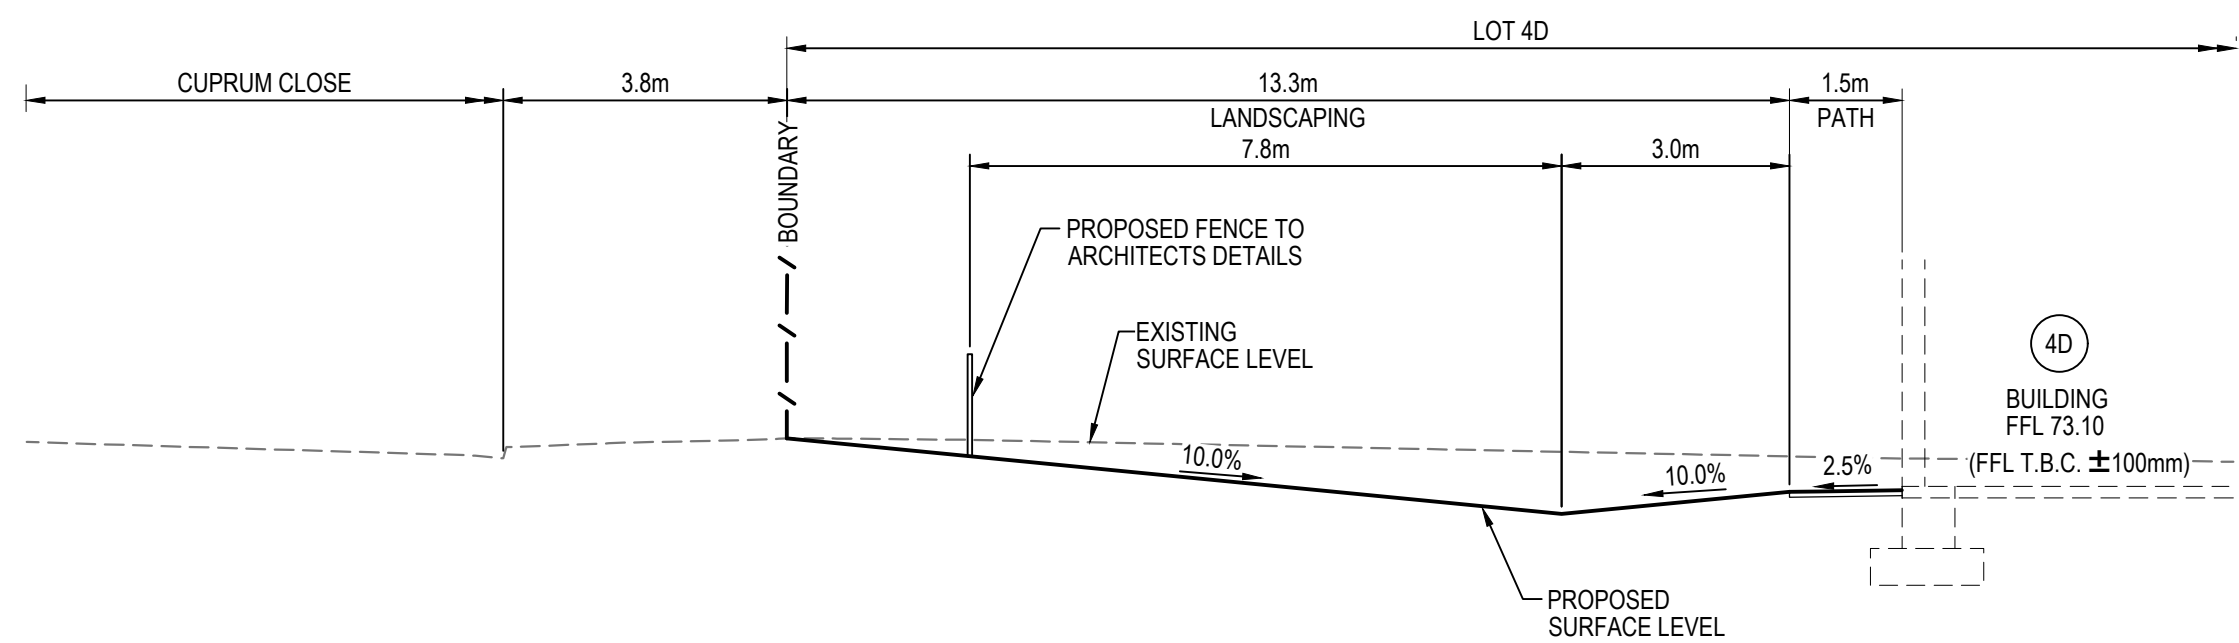 LOT 4D
CUPRUM CLOSE
3.8m
13.3m
1.5m
LANDSCAPING
PATH
7.8m
3.0m
BOUNDARY
PROPOSED FENCE TO
ARCHITECTS DETAILS
EXISTING
SURFACE LEVEL
4D
BUILDING
FFL 73.10
(FFL T.B.C. ±100mm)
10.0%
10.0%
2.5%
PROPOSED
SURFACE LEVEL